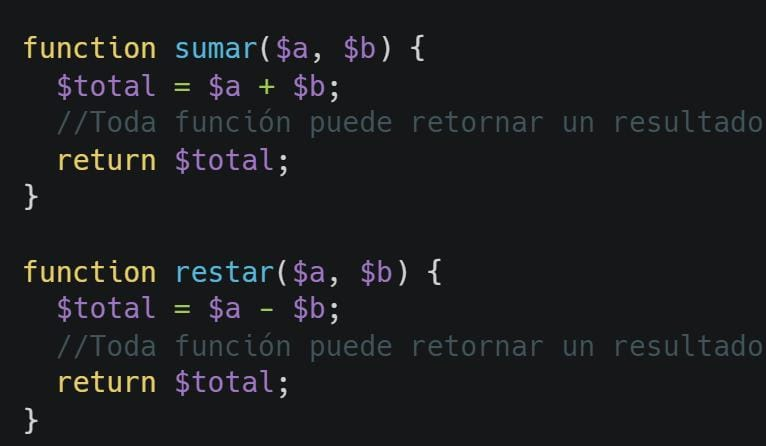 function sumar($a, $b) {
$total = $a + $b;
//Toda función puede retornar un resultado
return $total;
}
function restar($a, $b) {
$total = $a - $b;
//Toda función puede retornar un resultado
return $total;
}